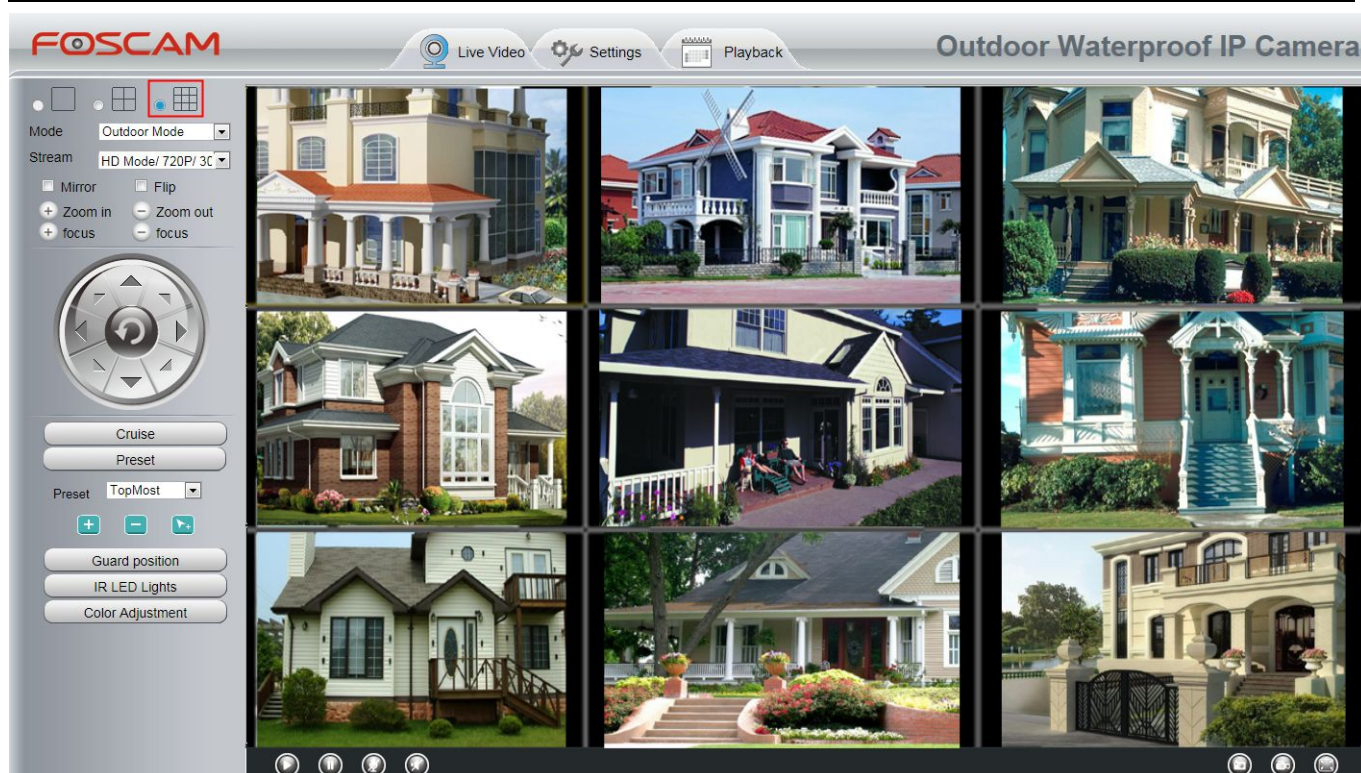 FOSCAM
Live Video
Settings
Playback
Outdoor Waterproof IP Camera
Mode
Outdoor Mode
Stream
HD Mode/ 720P/ 30
Mirror
Flip
Zoom in
Zoom out
focus
focus
Cruise
Preset
Preset
TopMost
Guard position
IR LED Lights
Color Adjustment